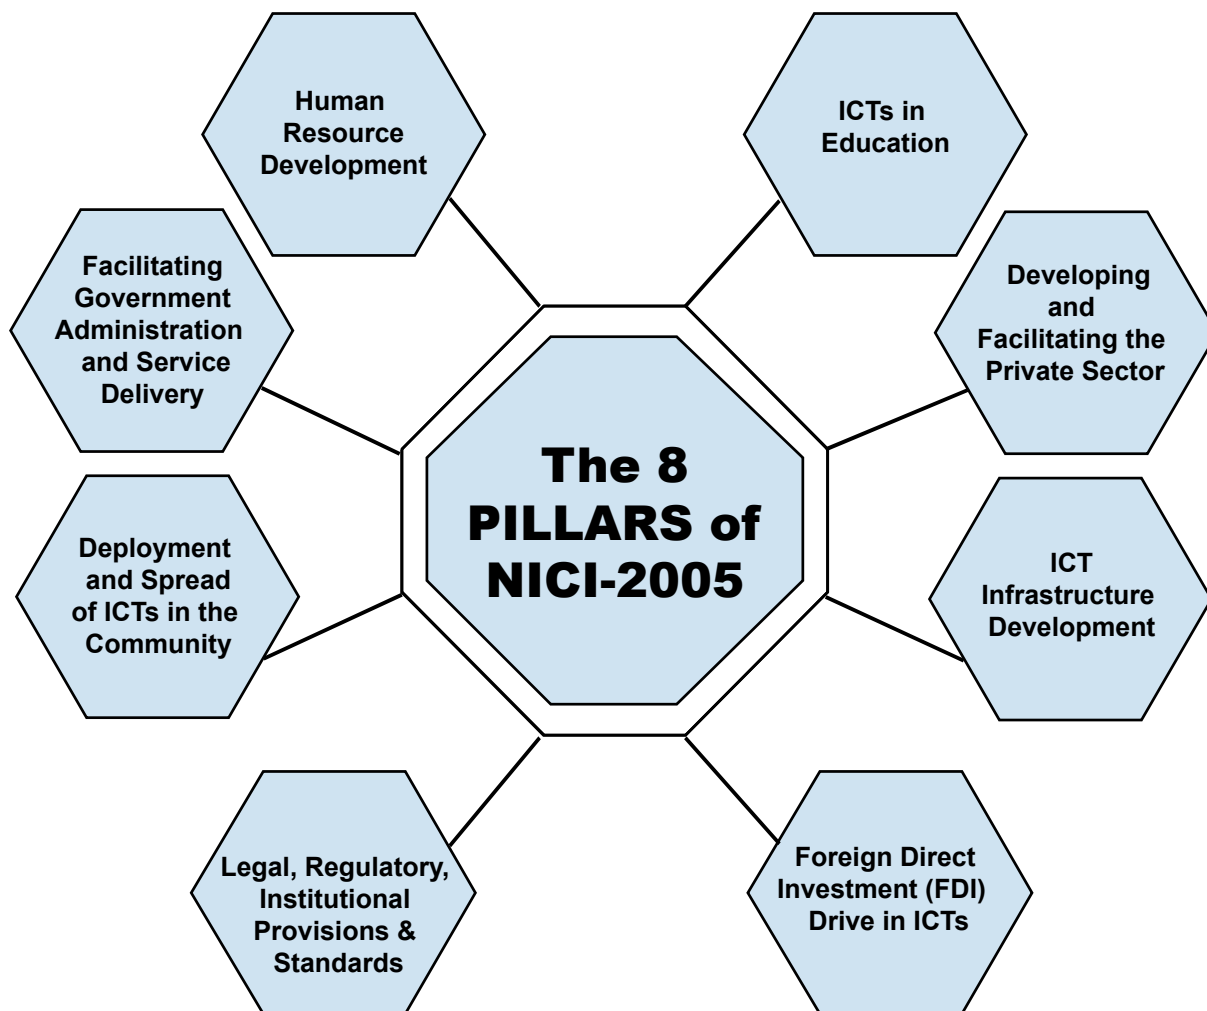 Human
Resource
Development
ICTs in
Education
Facilitating
Government
Administration
and Service
Delivery
Developing
and
Facilitating the
Private Sector
The 8
PILLARS of
NICI-2005
Deployment
and Spread
of ICTs in the
Community
ICT
Infrastructure
Development
Legal, Regulatory,
Institutional
Provisions &
Standards
Foreign Direct
Investment (FDI)
Drive in ICTs